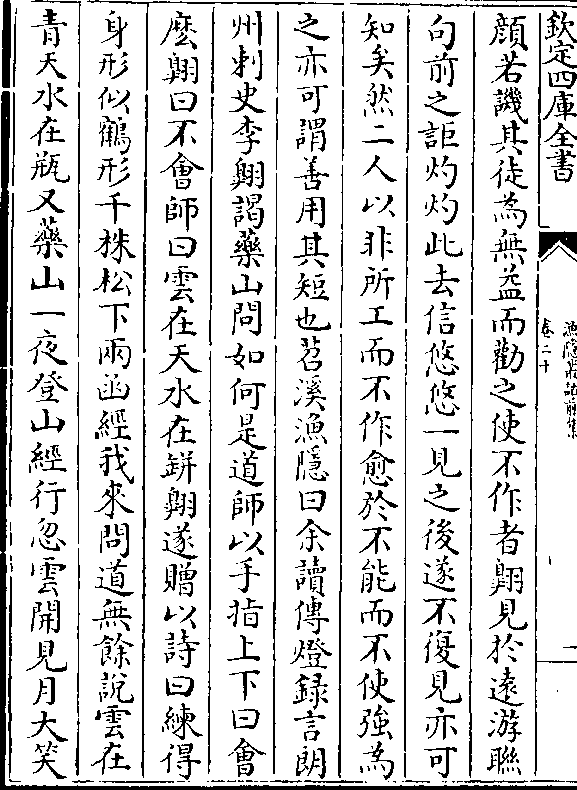 欽定四庫全書
漁隱叢話前集
卷二十
一
顔若譏其徒為無益而勸之使不作者翺見於逺游聯
句前之詎灼灼此去信悠悠一見之後遂不復見亦可
知矣然二人以非所工而不作愈於不能而不使強為
之亦可謂善用其短也苕溪漁隱曰余讀傳燈錄言朗
州刺史李翺謁藥山問如何是道師以手指上下曰會
麽翺曰不會師曰雲在天水在缾翺遂贈以詩曰練得
身形似鶴形千株松下兩函經我來問道無餘說雲在
青天水在瓶又藥山一夜登山經行忽雲開見月大笑